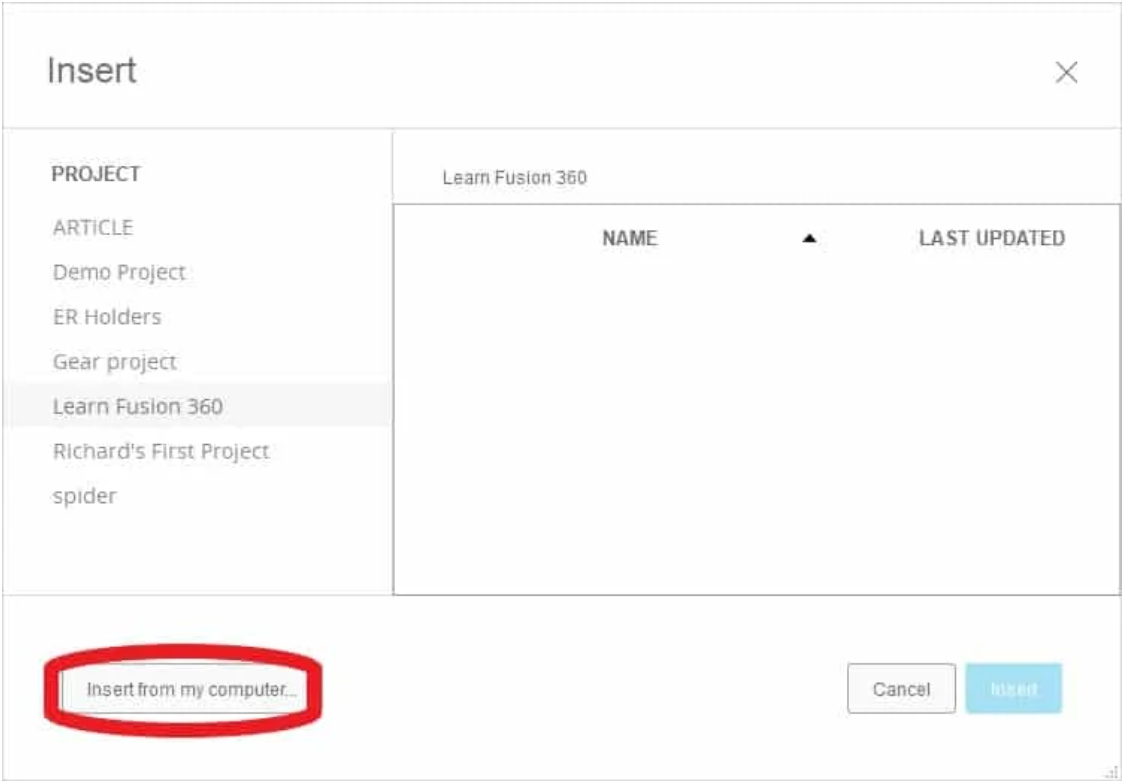 Insert
PROJECT
ARTICLE
Demo Project
ER Holders
Gear project
Learn Fusion 360
Richard's First Project
spider
Learn Fusion 360
NAME
LAST UPDATED
Insert from my computer...
Cancel
Insert